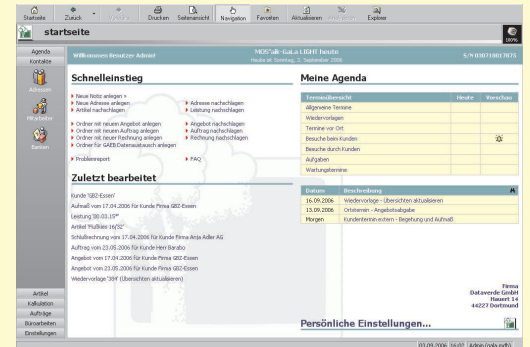 Startseite Zurück Vorwärts Drucken Seitenansicht Navigation Favoriten Aktualisieren Explorer
startseite
100%
Agenda
Kontakte
Adressen
Mitarbeiter
Banken
Artikel
Kalkulation
Aufträge
Büroarbeiten
Einstellungen
Willkommen Benutzer Admin!
MOS'aik-GaLa LIGHT heute
Heute ist Sonntag, 3. September 2006
Schnelleinstieg
Neue Notiz anlegen »
Neue Adresse anlegen
Artikel nachschlagen
Adresse nachschlagen
Leistung nachschlagen
Ordner mit neuem Angebot anlegen
Ordner mit neuem Auftrag anlegen
Ordner mit neuer Rechnung anlegen
Ordner für GAEB Datenaustausch anlegen
Angebot nachschlagen
Auftrag nachschlagen
Rechnung nachschlagen
Problemreport
FAQ
Zuletzt bearbeitet
Kunde 'GBZ-Essen'
Aufmaß vom 17.04.2006 für Kunde Firma GBZ-Essen
Artikel 'Flußkies 16/32'
Schlußrechnung vom 17.04.2006 für Kunde Firma Anja Adler AG
Auftrag vom 23.05.2006 für Kunde Herr Barabo
Angebot vom 17.04.2006 für Kunde Firma GBZ-Essen
Angebot vom 23.05.2006 für Kunde Firma GBZ-Essen
Wiedervorlage '304' (Übersichten aktualisieren)
Meine Agenda
Terminübersicht Heute Vorschau
Allgemeine Termine
Wiedervorlagen
Termine vor Ort
Besuche beim Kunden
Besuche durch Kunden
Aufgaben
Wartungstermine
Datum Beschreibung
16.09.2006 Wiedervorlage - Übersichten aktualisieren
13.09.2006 Ortstermin - Angebotsabgabe
Morgen Kundentermin extern - Begehung und Aufmaß
Firma
Dataverde GmbH
Hauert 14
44227 Dortmund
Persönliche Einstellungen...
03.09.2006 16:02 Admin (gala.mdb)